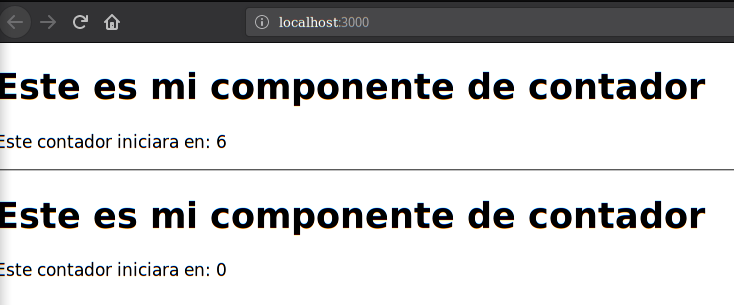 localhost:3000
Este es mi componente de contador
Este contador iniciara en: 6
Este es mi componente de contador
Este contador iniciara en: 0